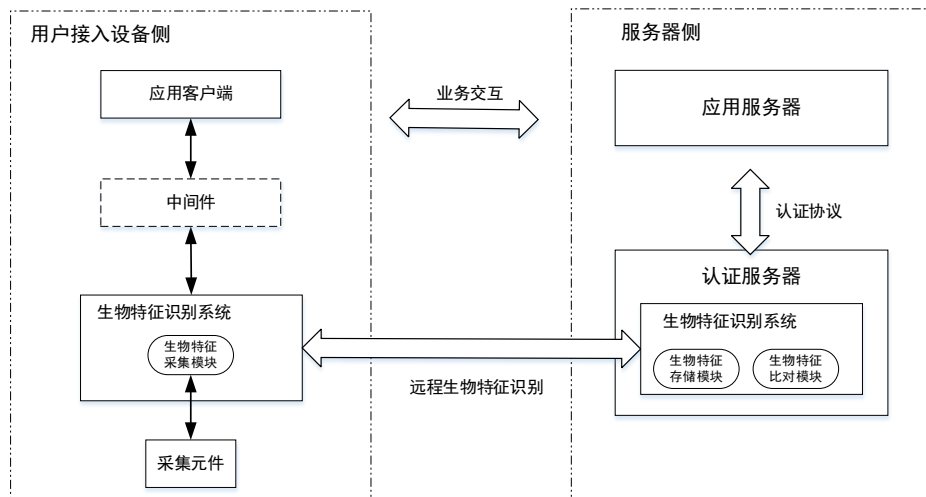 用户接入设备侧
应用客户端
中间件
生物特征识别系统
生物特征
采集模块
采集元件
业务交互
远程生物特征识别
服务器侧
应用服务器
认证协议
认证服务器
生物特征识别系统
生物特征
存储模块
生物特征
比对模块